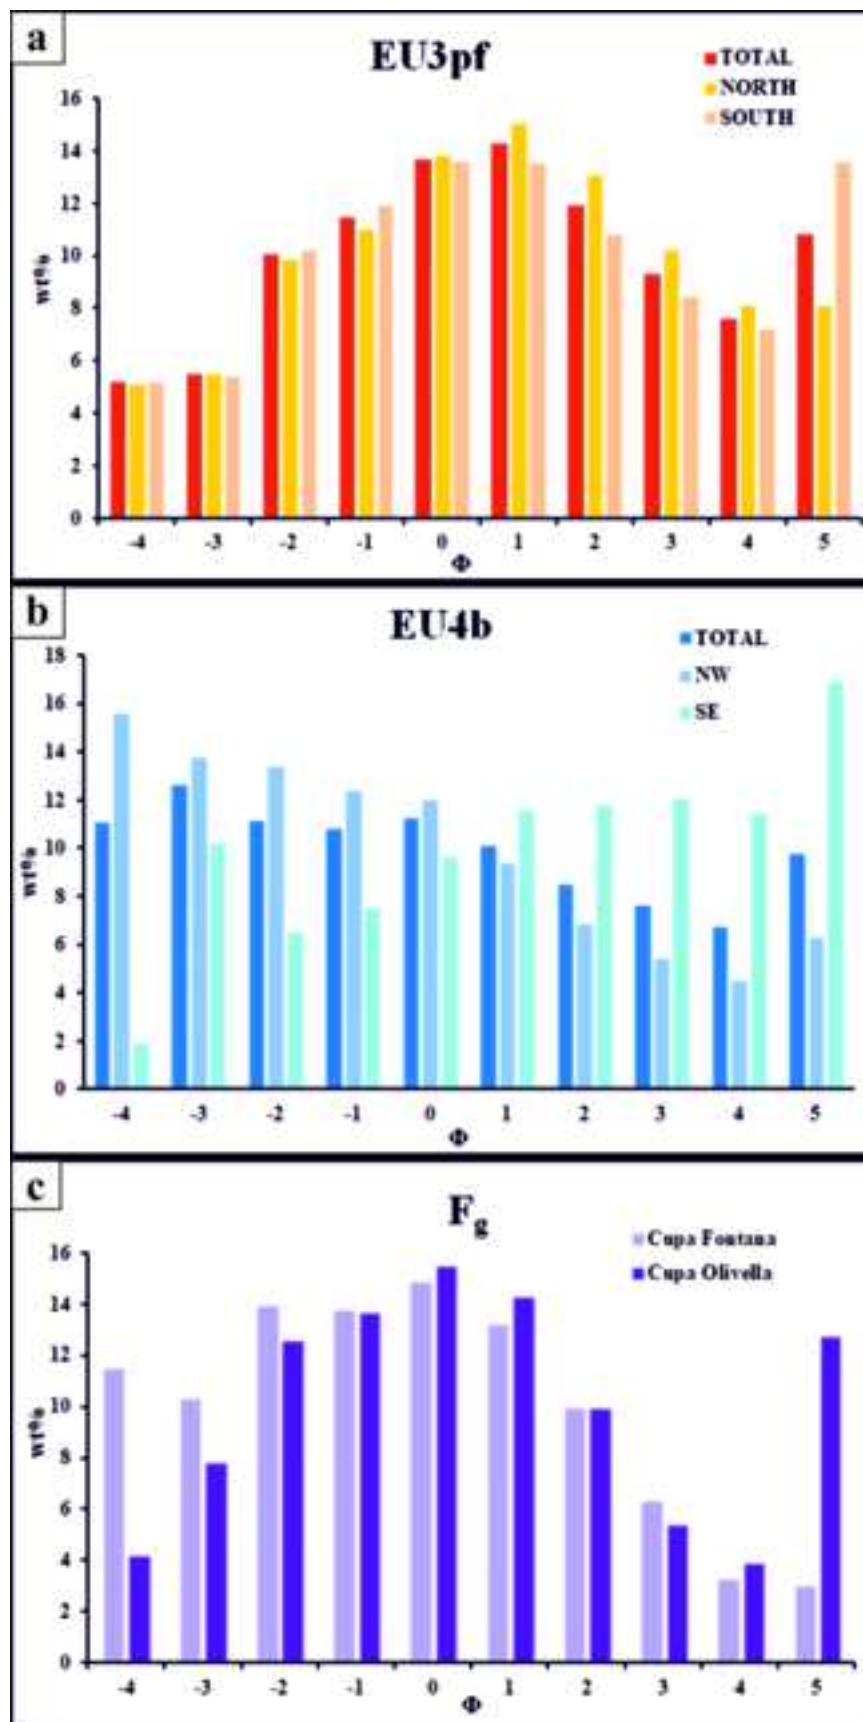 a
EU3pf
TOTAL
NORTH
SOUTH
16
14
12
10
8
6
4
2
0
wt%
-4 -3 -2 -1 0 1 2 3 4 5
Φ
b
EU4b
TOTAL
NW
SE
18
16
14
12
10
8
6
4
2
0
wt%
-4 -3 -2 -1 0 1 2 3 4 5
Φ
c
Fg
Cupa Fontana
Cupa Olivella
16
14
12
10
8
6
4
2
0
wt%
-4 -3 -2 -1 0 1 2 3 4 5
Φ